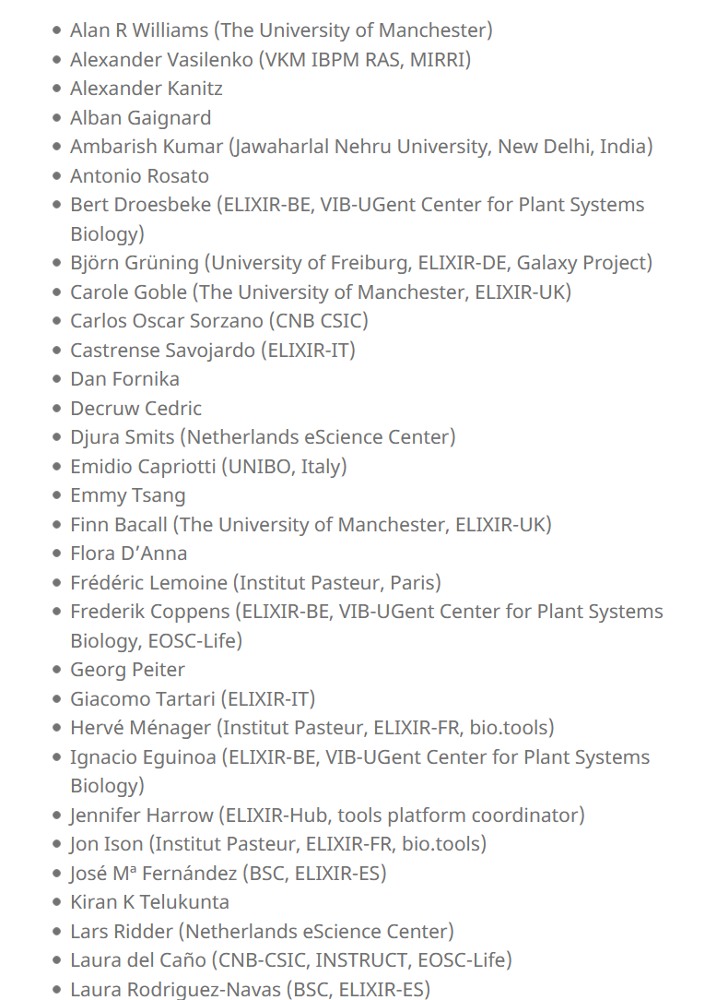 Alan R Williams (The University of Manchester)
Alexander Vasilenko (VKM IBPM RAS, MIRRI)
Alexander Kanitz
Alban Gaignard
Ambarish Kumar (Jawaharlal Nehru University, New Delhi, India)
Antonio Rosato
Bert Droesbeke (ELIXIR-BE, VIB-UGent Center for Plant Systems
Biology)
Björn Grüning (University of Freiburg, ELIXIR-DE, Galaxy Project)
Carole Goble (The University of Manchester, ELIXIR-UK)
Carlos Oscar Sorzano (CNB CSIC)
Castrense Savojardo (ELIXIR-IT)
Dan Fornika
Decruw Cedric
Djura Smits (Netherlands eScience Center)
Emidio Capriotti (UNIBO, Italy)
Emmy Tsang
Finn Bacall (The University of Manchester, ELIXIR-UK)
Flora D’Anna
Frédéric Lemoine (Institut Pasteur, Paris)
Frederik Coppens (ELIXIR-BE, VIB-UGent Center for Plant Systems
Biology, EOSC-Life)
Georg Peiter
Giacomo Tartari (ELIXIR-IT)
Hervé Ménager (Institut Pasteur, ELIXIR-FR, bio.tools)
Ignacio Eguinoa (ELIXIR-BE, VIB-UGent Center for Plant Systems
Biology)
Jennifer Harrow (ELIXIR-Hub, tools platform coordinator)
Jon Ison (Institut Pasteur, ELIXIR-FR, bio.tools)
José Mª Fernández (BSC, ELIXIR-ES)
Kiran K Telukunta
Lars Ridder (Netherlands eScience Center)
Laura del Caño (CNB-CSIC, INSTRUCT, EOSC-Life)
Laura Rodriguez-Navas (BSC, ELIXIR-ES)